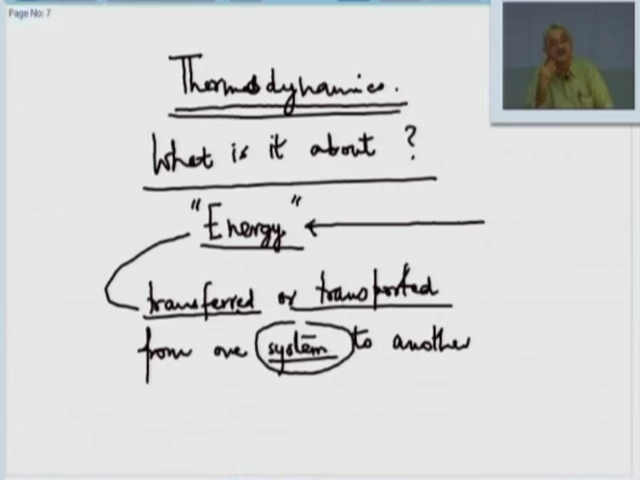 Page No: 7
Thermodynamics.
What is it about ?
"Energy"
transferred or transported
from one system to another